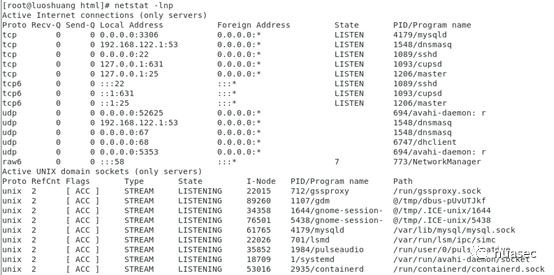 [root@luoshuang html]# netstat -lnp
Active Internet connections (only servers)
Proto Recv-Q Send-Q Local Address Foreign Address State PID/Program name
tcp 0 0 0.0.0.0:3306 0.0.0.0:* LISTEN 4179/mysqld
tcp 0 0 192.168.122.1:53 0.0.0.0:* LISTEN 1548/dnsmasq
tcp 0 0 0.0.0.0:22 0.0.0.0:* LISTEN 1089/sshd
tcp 0 0 127.0.0.1:631 0.0.0.0:* LISTEN 1093/cupsd
tcp 0 0 127.0.0.1:25 0.0.0.0:* LISTEN 1206/master
tcp6 0 0 :::22 :::* LISTEN 1089/sshd
tcp6 0 0 ::1:631 :::* LISTEN 1093/cupsd
tcp6 0 0 ::1:25 :::* LISTEN 1206/master
udp 0 0 0.0.0.0:52625 0.0.0.0:* 694/avahi-daemon: r
udp 0 0 192.168.122.1:53 0.0.0.0:* 1548/dnsmasq
udp 0 0 0.0.0.0:67 0.0.0.0:* 1548/dnsmasq
udp 0 0 0.0.0.0:68 0.0.0.0:* 6747/dhclient
udp 0 0 0.0.0.0:5353 0.0.0.0:* 694/avahi-daemon: r
raw6 0 0 :::58 :::* 7 773/NetworkManager
Active UNIX domain sockets (only servers)
Proto RefCnt Flags Type State I-Node PID/Program name Path
unix 2 [ ACC ] STREAM LISTENING 22015 712/gssproxy /run/gssproxy.sock
unix 2 [ ACC ] STREAM LISTENING 89260 1107/gdm @/tmp/dbus-pUvUTJkf
unix 2 [ ACC ] STREAM LISTENING 34358 1644/gnome-session- @/tmp/.ICE-unix/1644
unix 2 [ ACC ] STREAM LISTENING 76501 5438/gnome-session- @/tmp/.ICE-unix/5438
unix 2 [ ACC ] STREAM LISTENING 61765 4179/mysqld /var/lib/mysql/mysql.sock
unix 2 [ ACC ] STREAM LISTENING 22026 701/lsmd /var/run/lsm/ipc/simc
unix 2 [ ACC ] STREAM LISTENING 35852 1984/pulseaudio
unix 2 [ ACC ] STREAM LISTENING 18709 1/systemd /var/run/avahi-daemon/socket
unix 2 [ ACC ] STREAM LISTENING 53016 2935/containerd /run/containerd/containerd.sock
nuasec